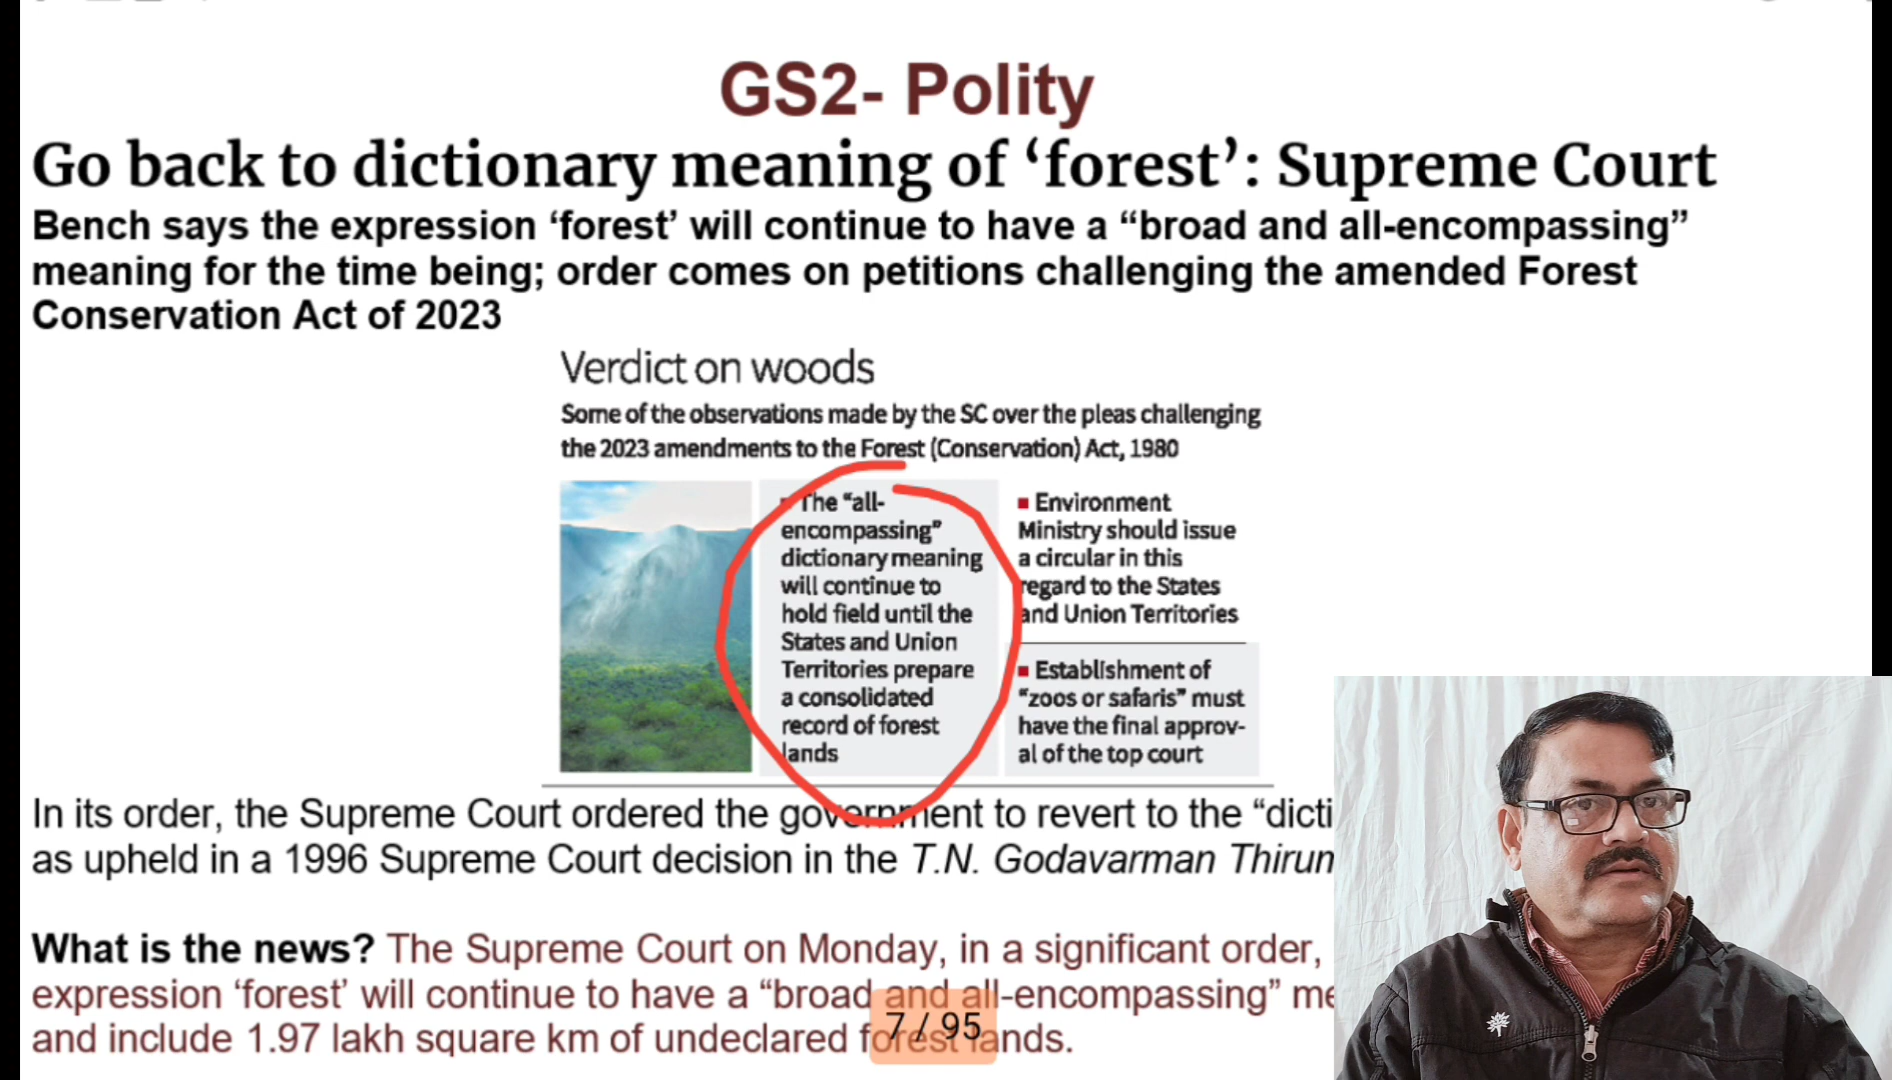 GS2- Polity
Go back to dictionary meaning of ‘forest’: Supreme Court
Bench says the expression ‘forest’ will continue to have a “broad and all-encompassing”
meaning for the time being; order comes on petitions challenging the amended Forest
Conservation Act of 2023
Verdict on woods
Some of the observations made by the SC over the pleas challenging
the 2023 amendments to the Forest (Conservation) Act, 1980
The “all-
encompassing”
dictionary meaning
will continue to
hold field until the
States and Union
Territories prepare
a consolidated
record of forest
lands
Environment
Ministry should issue
a circular in this
regard to the States
and Union Territories
Establishment of
“zoos or safaris” must
have the final approv-
al of the top court
In its order, the Supreme Court ordered the government to revert to the “dicti
as upheld in a 1996 Supreme Court decision in the T.N. Godavarman Thirum
What is the news? The Supreme Court on Monday, in a significant order,
expression ‘forest’ will continue to have a “broad and all-encompassing” me
and include 1.97 lakh square km of undeclared forest lands.
7 / 95